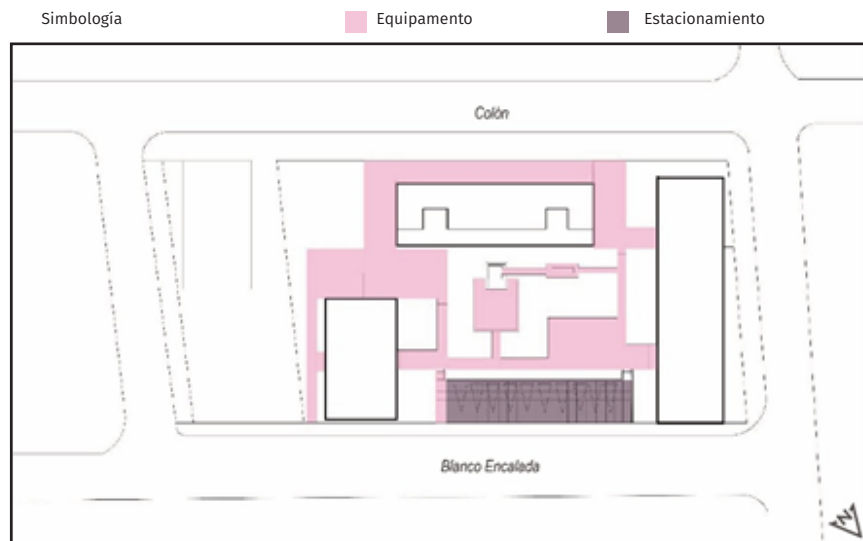 Simbología
Equipamento
Estacionamiento
Colón
Blanco Encalada
N